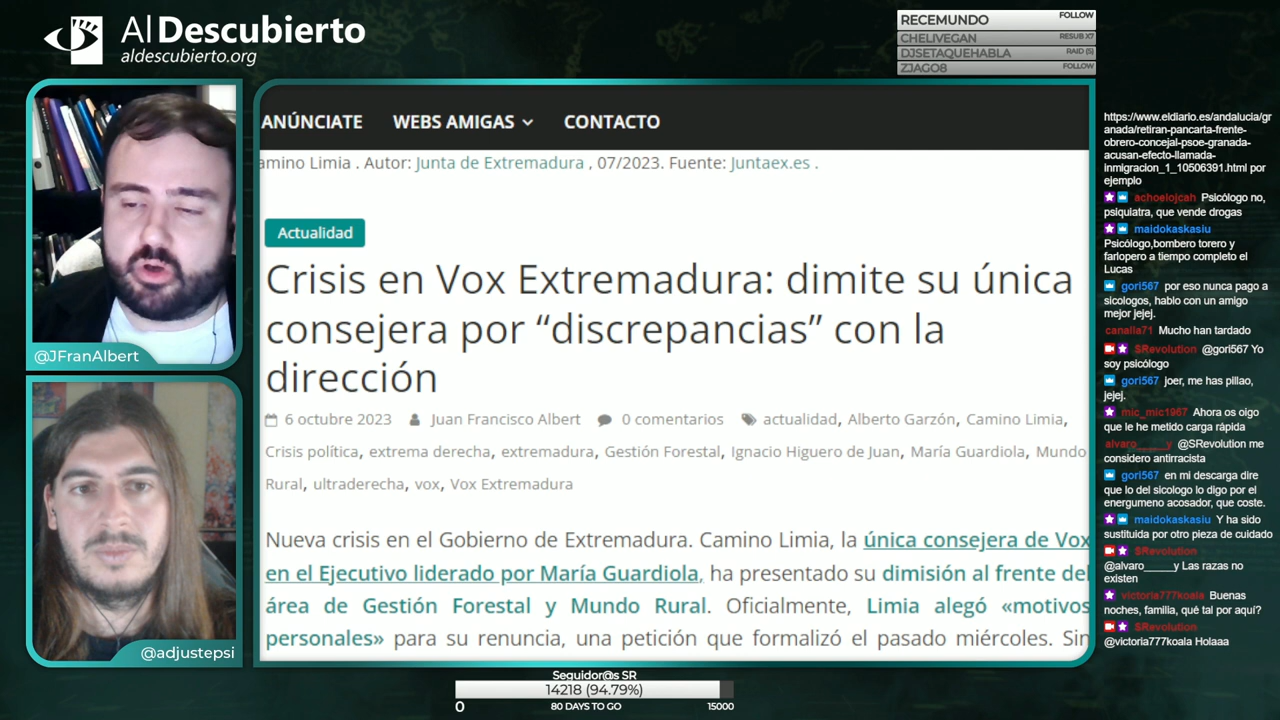 Al Descubierto
aldescubierto.org
RECEMUNDO FOLLOW
CHELIVEGAN RESUB X7
DJSETAQUEHABLA RAID (5)
ZJAGO8 FOLLOW
@JFranAlbert
@adjustepsi
ANÚNCIATE WEBS AMIGAS CONTACTO
amino Limia . Autor: Junta de Extremadura , 07/2023. Fuente: Juntaex.es .
Actualidad
Crisis en Vox Extremadura: dimite su única
consejera por “discrepancias” con la
dirección
6 octubre 2023 Juan Francisco Albert 0 comentarios actualidad, Alberto Garzón, Camino Limia,
Crisis política, extrema derecha, extremadura, Gestión Forestal, Ignacio Higuero de Juan, María Guardiola, Mundo
Rural, ultraderecha, vox, Vox Extremadura
Nueva crisis en el Gobierno de Extremadura. Camino Limia, la única consejera de Vox
en el Ejecutivo liderado por María Guardiola, ha presentado su dimisión al frente del
área de Gestión Forestal y Mundo Rural. Oficialmente, Limia alegó «motivos
personales» para su renuncia, una petición que formalizó el pasado miércoles. Sin
https://www.eldiario.es/andalucia/gr
anada/retiran-pancarta-frente-
obrero-concejal-psoe-granada-
acusan-efecto-llamada-
inmigracion_1_10506391.html por
ejemplo
achoelojcah Psicólogo no,
psiquiatra, que vende drogas
maidokaskasiu
Psicólogo,bombero torero y
farlopero a tiempo completo el
Lucas
gori567 por eso nunca pago a
sicologos, hablo con un amigo
mejor jejej.
canalla71 Mucho han tardado
SRevolution @gori567 Yo
soy psicólogo
gori567 joer, me has pillao,
jejej.
mic_mic1967 Ahora os oigo
que le he metido carga rápida
alvaro_____y @SRevolution me
considero antirracista
gori567 en mi descarga dire
que lo del sicologo lo digo por el
energumeno acosador, que coste.
maidokaskasiu Y ha sido
sustituida por otro pieza de cuidado
SRevolution
@alvaro_____y Las razas no
existen
victoria777koala Buenas
noches, familia, qué tal por aquí?
SRevolution
@victoria777koala Holaaa
Seguidor@s SR
14218 (94.79%)
0 80 DAYS TO GO 15000